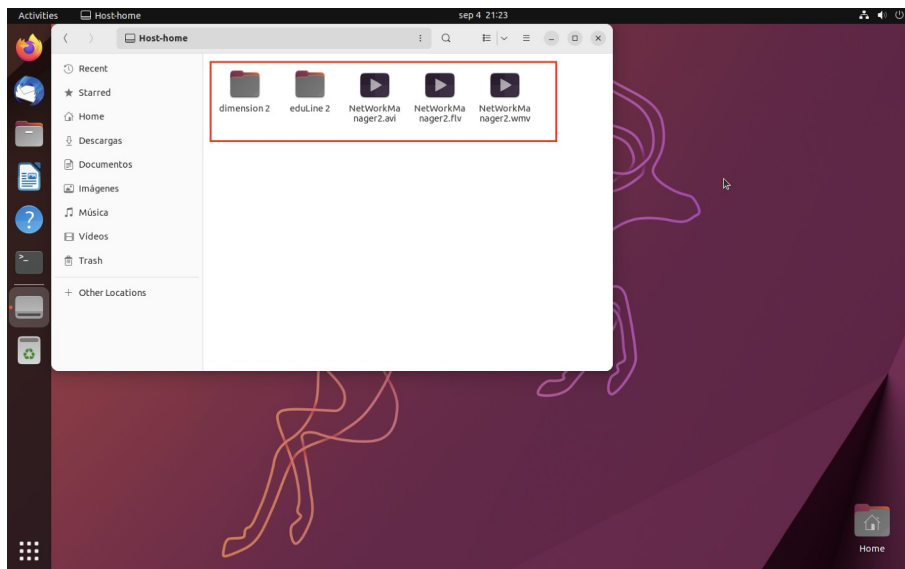 Activities
Host-home
sep 4 21:23
Host-home
Recent
Starred
Home
Descargas
Documentos
Imágenes
Música
Vídeos
Trash
+ Other Locations
dimension 2
eduLine 2
NetWorkMa
nager2.avi
NetWorkMa
nager2.flv
NetWorkMa
nager2.wmv
Home